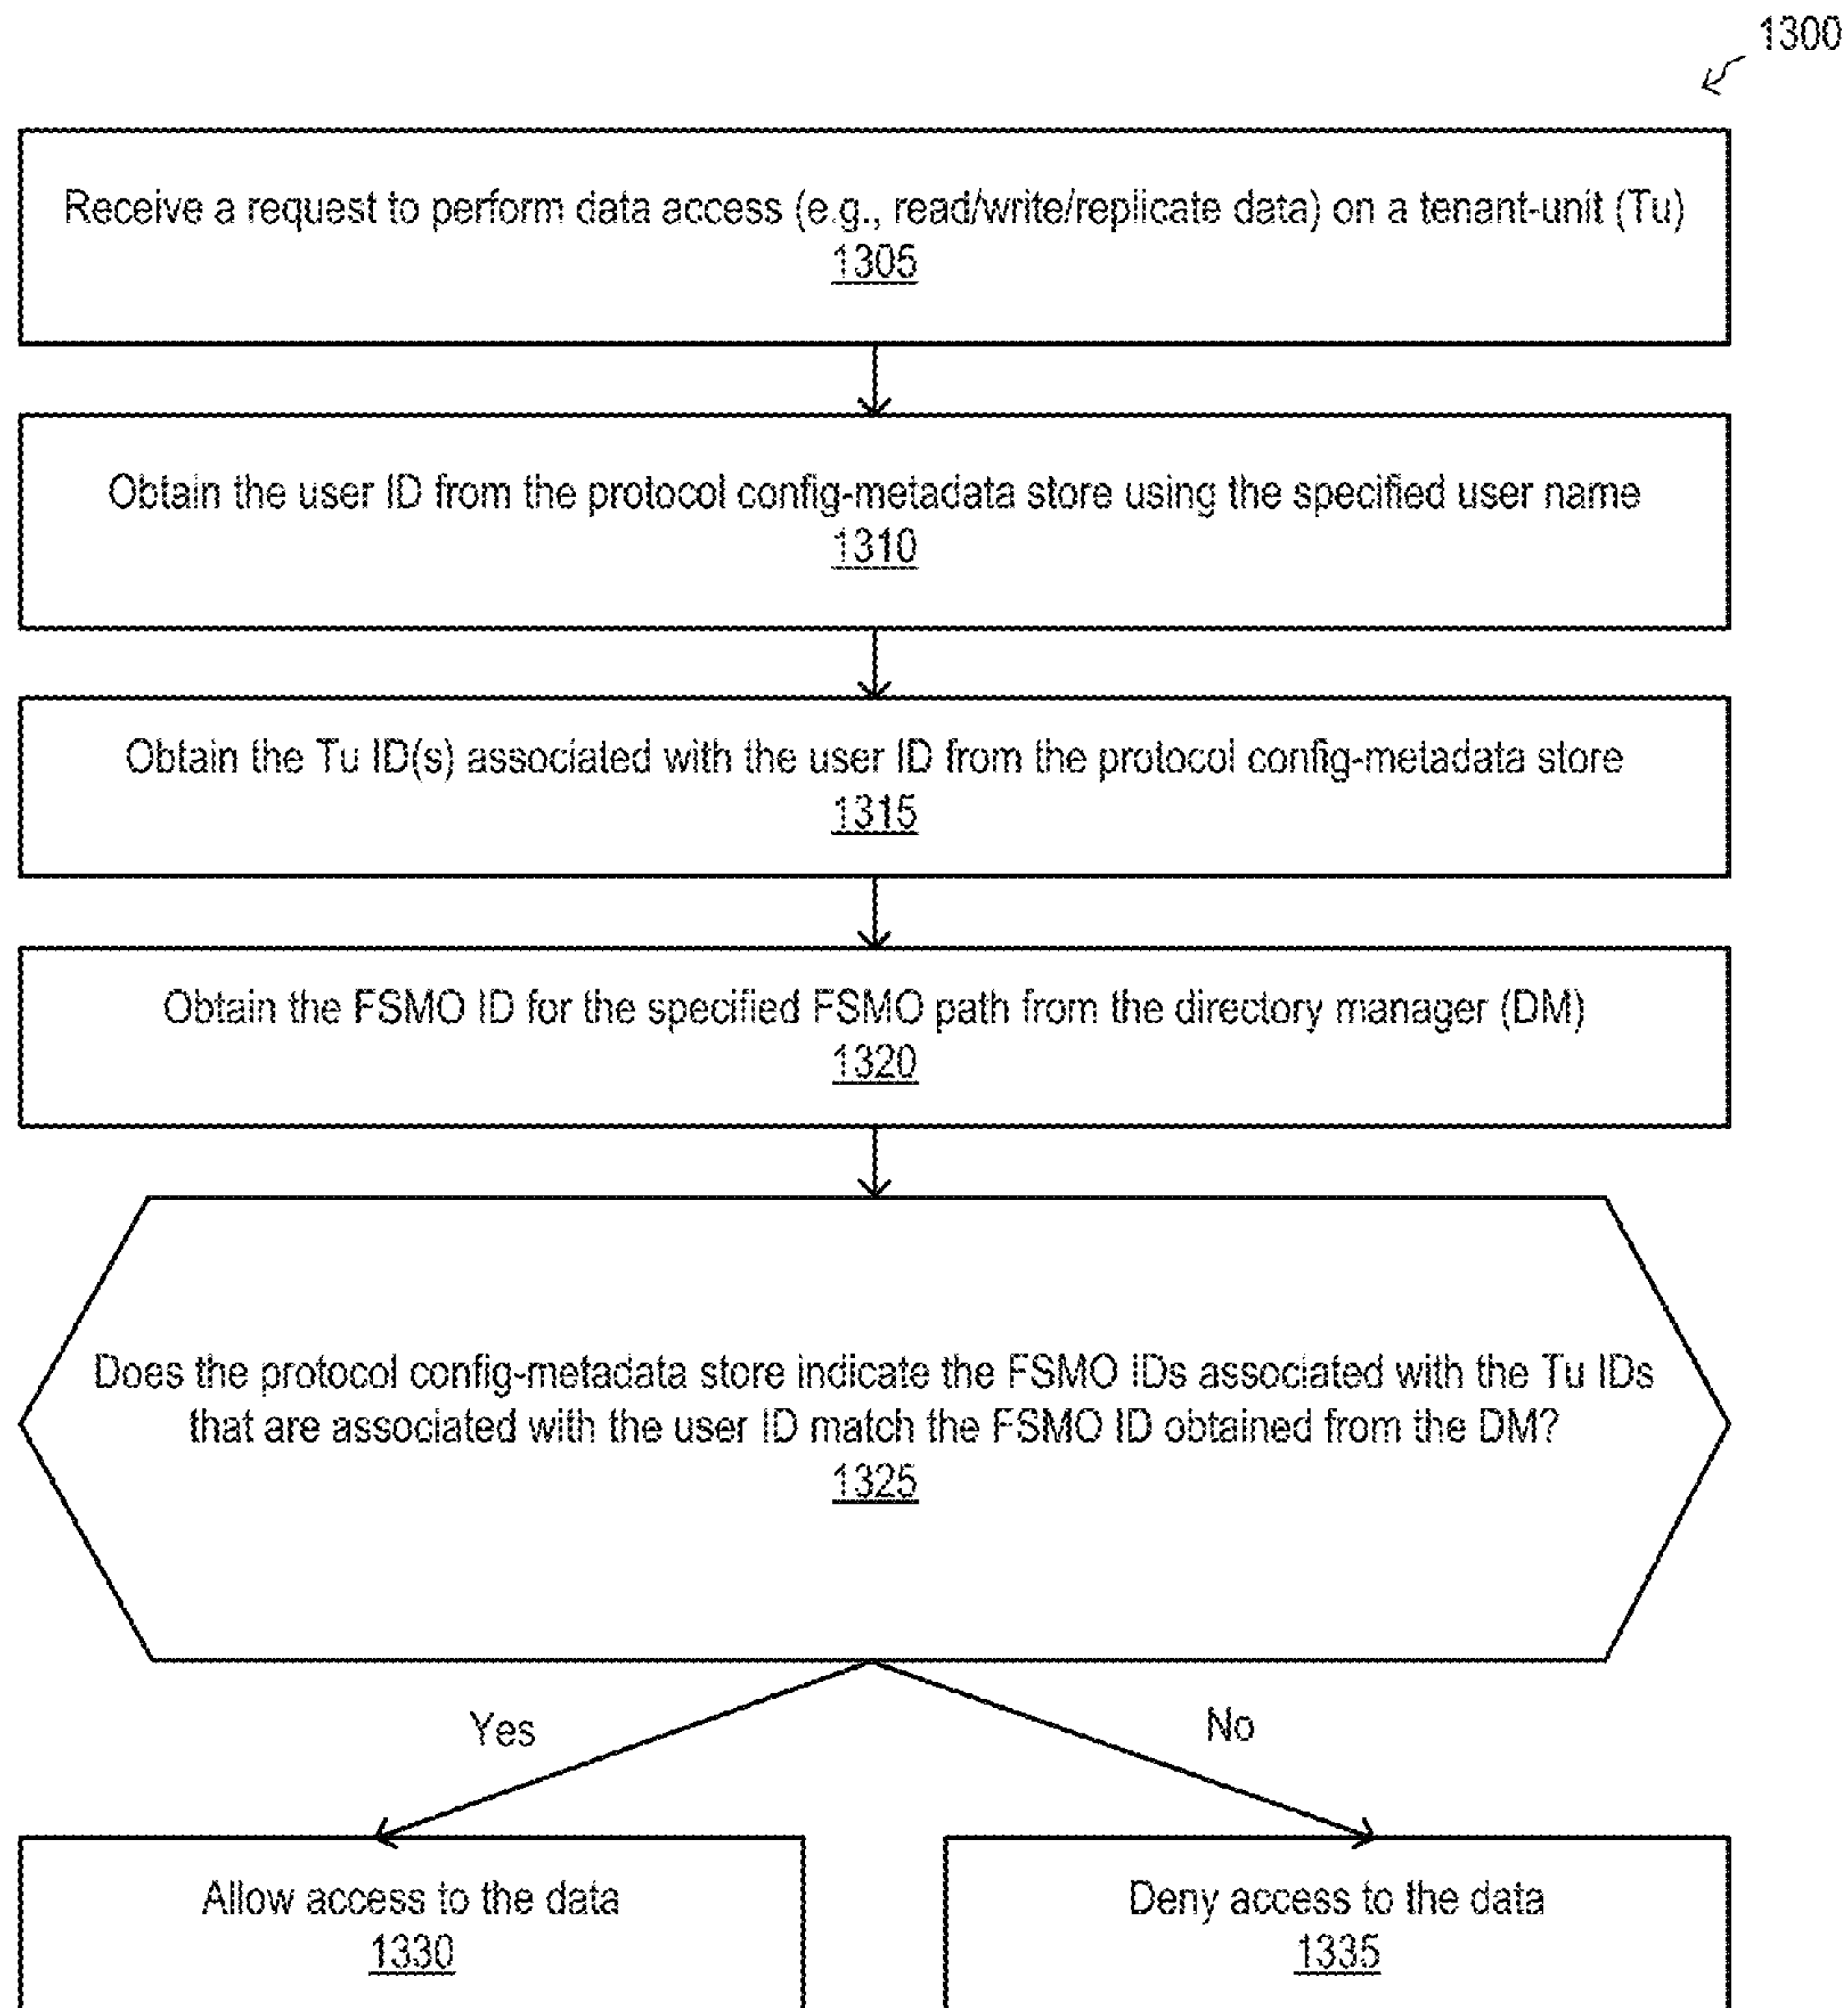 1300
Receive a request to perform data access (e.g., read/write/replicate data) on a tenant-unit (Tu)
1305
Obtain the user ID from the protocol config-metadata store using the specified user name
1310
Obtain the Tu ID(s) associated with the user ID from the protocol config-metadata store
1315
Obtain the FSMO ID for the specified FSMO path from the directory manager (DM)
1320
Does the protocol config-metadata store indicate the FSMO IDs associated with the Tu IDs
that are associated with the user ID match the FSMO ID obtained from the DM?
1325
Yes
No
Allow access to the data
1330
Deny access to the data
1335